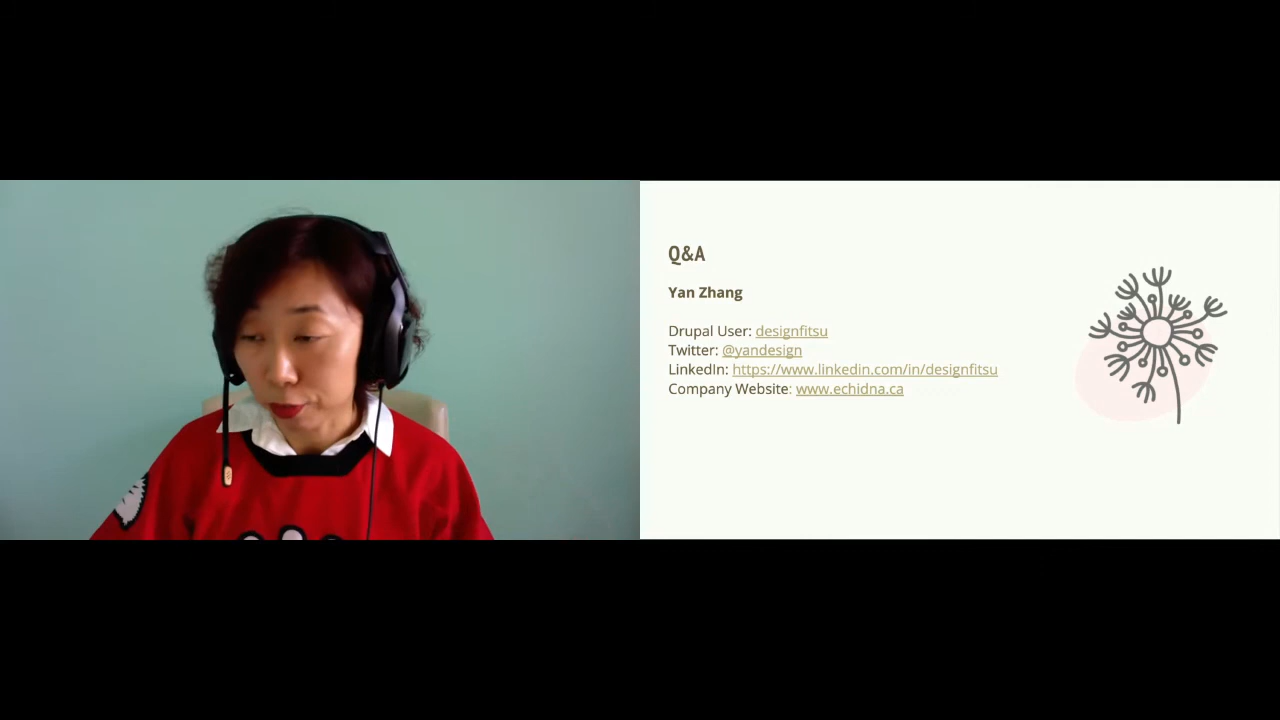 Q&A
Yan Zhang
Drupal User: designfitsu
Twitter: @yandesign
LinkedIn: https://www.linkedin.com/in/designfitsu
Company Website: www.echidna.ca